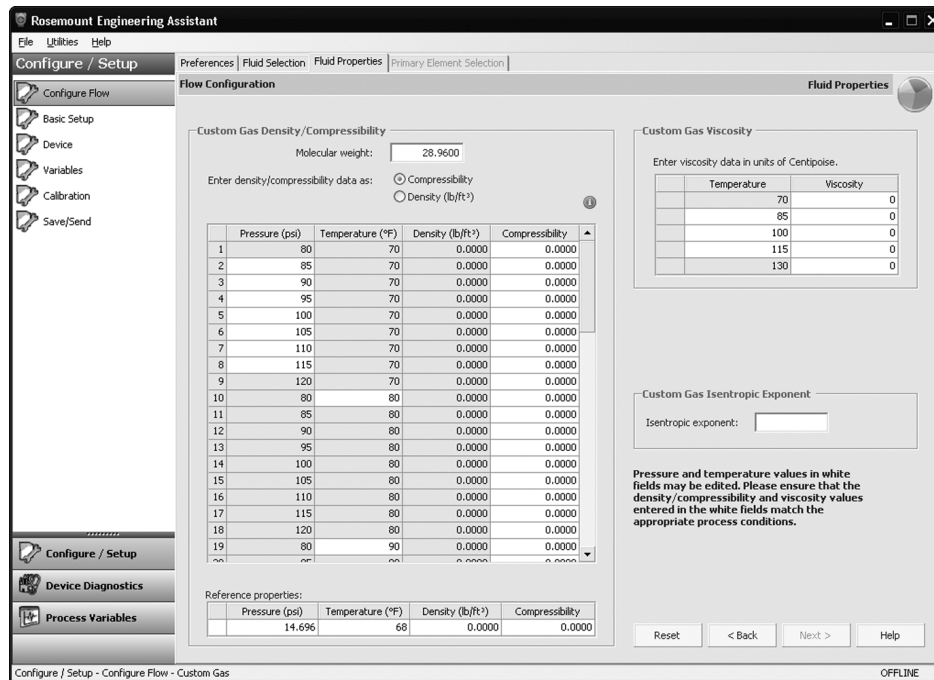 Rosemount Engineering Assistant
File Utilities Help
Configure / Setup
Preferences Fluid Selection Fluid Properties Primary Element Selection
Configure Flow
Basic Setup
Device
Variables
Calibration
Save/Send
Flow Configuration Fluid Properties
Custom Gas Density/Compressibility
Molecular weight: 28.9600
Enter density/compressibility data as: Compressibility
Density (lb/ft³)
Pressure (psi) Temperature (°F) Density (lb/ft³) Compressibility
1 80 70 0.0000 0.0000
2 85 70 0.0000 0.0000
3 90 70 0.0000 0.0000
4 95 70 0.0000 0.0000
5 100 70 0.0000 0.0000
6 105 70 0.0000 0.0000
7 110 70 0.0000 0.0000
8 115 70 0.0000 0.0000
9 120 70 0.0000 0.0000
10 80 80 0.0000 0.0000
11 85 80 0.0000 0.0000
12 90 80 0.0000 0.0000
13 95 80 0.0000 0.0000
14 100 80 0.0000 0.0000
15 105 80 0.0000 0.0000
16 110 80 0.0000 0.0000
17 115 80 0.0000 0.0000
18 120 80 0.0000 0.0000
19 80 90 0.0000 0.0000
Reference properties:
Pressure (psi) Temperature (°F) Density (lb/ft³) Compressibility
14.696 68 0.0000 0.0000
Custom Gas Viscosity
Enter viscosity data in units of Centipoise.
Temperature Viscosity
70 0
85 0
100 0
115 0
130 0
Custom Gas Isentropic Exponent
Isentropic exponent:
Pressure and temperature values in white
fields may be edited. Please ensure that the
density/compressibility and viscosity values
entered in the white fields match the
appropriate process conditions.
Configure / Setup
Device Diagnostics
Process Variables
Reset < Back Next > Help
Configure / Setup - Configure Flow - Custom Gas OFFLINE